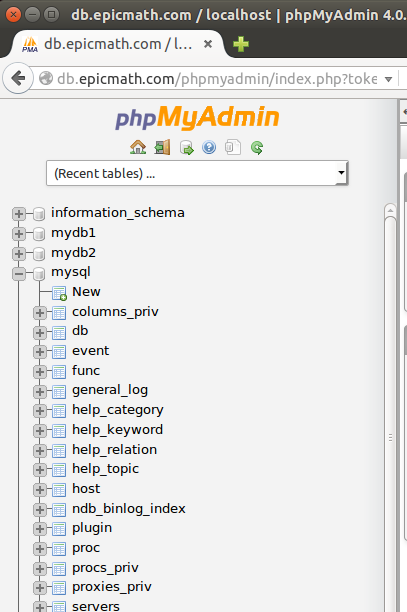 db.epicmath.com / localhost | phpMyAdmin 4.0.
PMA
db.epicmath.com / l...
db.epicmath.com/phpmyadmin/index.php?toke
phpMyAdmin
(Recent tables) ...
information_schema
mydb1
mydb2
mysql
New
columns_priv
db
event
func
general_log
help_category
help_keyword
help_relation
help_topic
host
ndb_binlog_index
plugin
proc
procs_priv
proxies_priv
servers